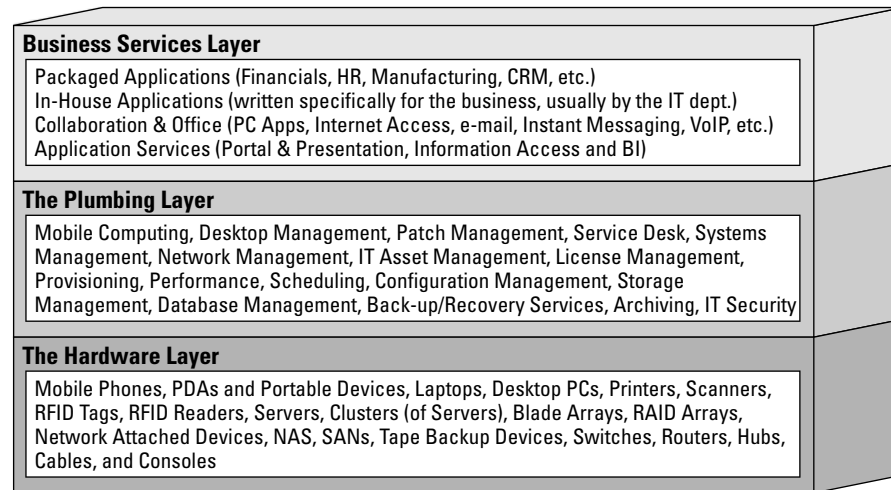 Business Services Layer
Packaged Applications (Financials, HR, Manufacturing, CRM, etc.)
In-House Applications (written specifically for the business, usually by the IT dept.)
Collaboration & Office (PC Apps, Internet Access, e-mail, Instant Messaging, VoIP, etc.)
Application Services (Portal & Presentation, Information Access and BI)
The Plumbing Layer
Mobile Computing, Desktop Management, Patch Management, Service Desk, Systems
Management, Network Management, IT Asset Management, License Management,
Provisioning, Performance, Scheduling, Configuration Management, Storage
Management, Database Management, Back-up/Recovery Services, Archiving, IT Security
The Hardware Layer
Mobile Phones, PDAs and Portable Devices, Laptops, Desktop PCs, Printers, Scanners,
RFID Tags, RFID Readers, Servers, Clusters (of Servers), Blade Arrays, RAID Arrays,
Network Attached Devices, NAS, SANs, Tape Backup Devices, Switches, Routers, Hubs,
Cables, and Consoles